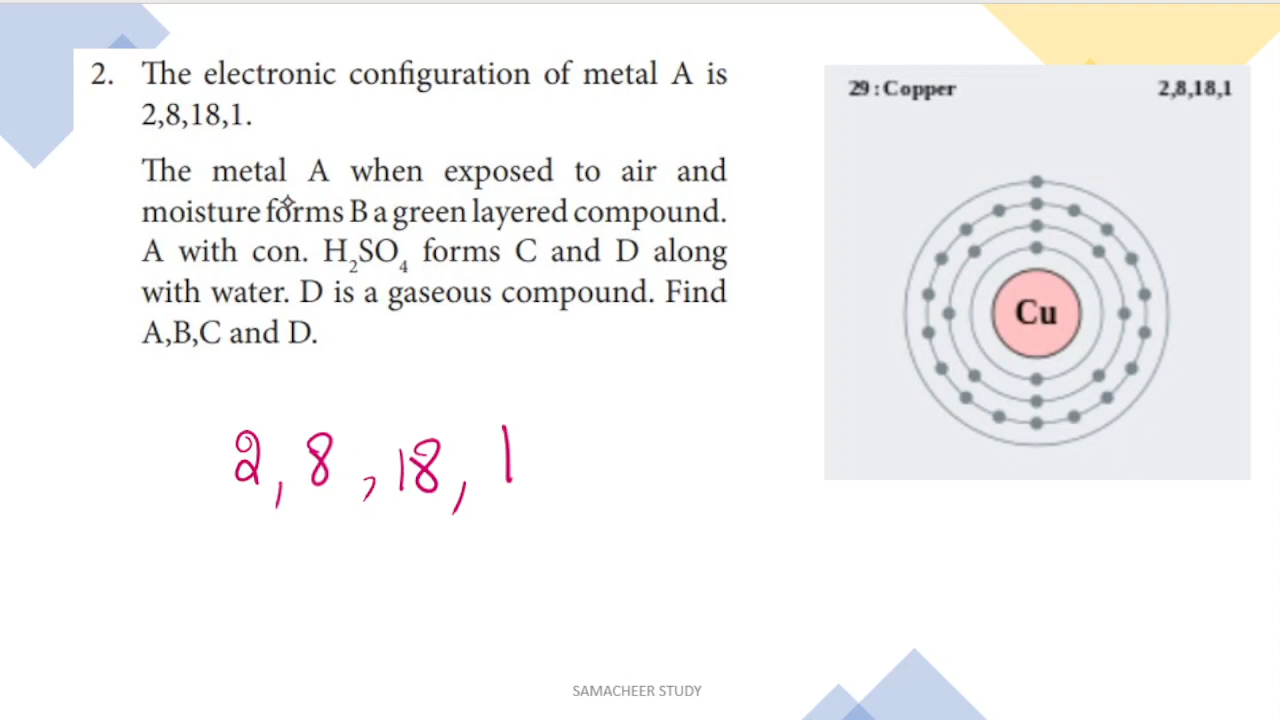 2. The electronic configuration of metal A is
2,8,18,1.
The metal A when exposed to air and
moisture forms B a green layered compound.
A with con. H₂SO₄ forms C and D along
with water. D is a gaseous compound. Find
A,B,C and D.
2, 8, 18, 1
29 : Copper 2,8,18,1
Cu
SAMACHEER STUDY